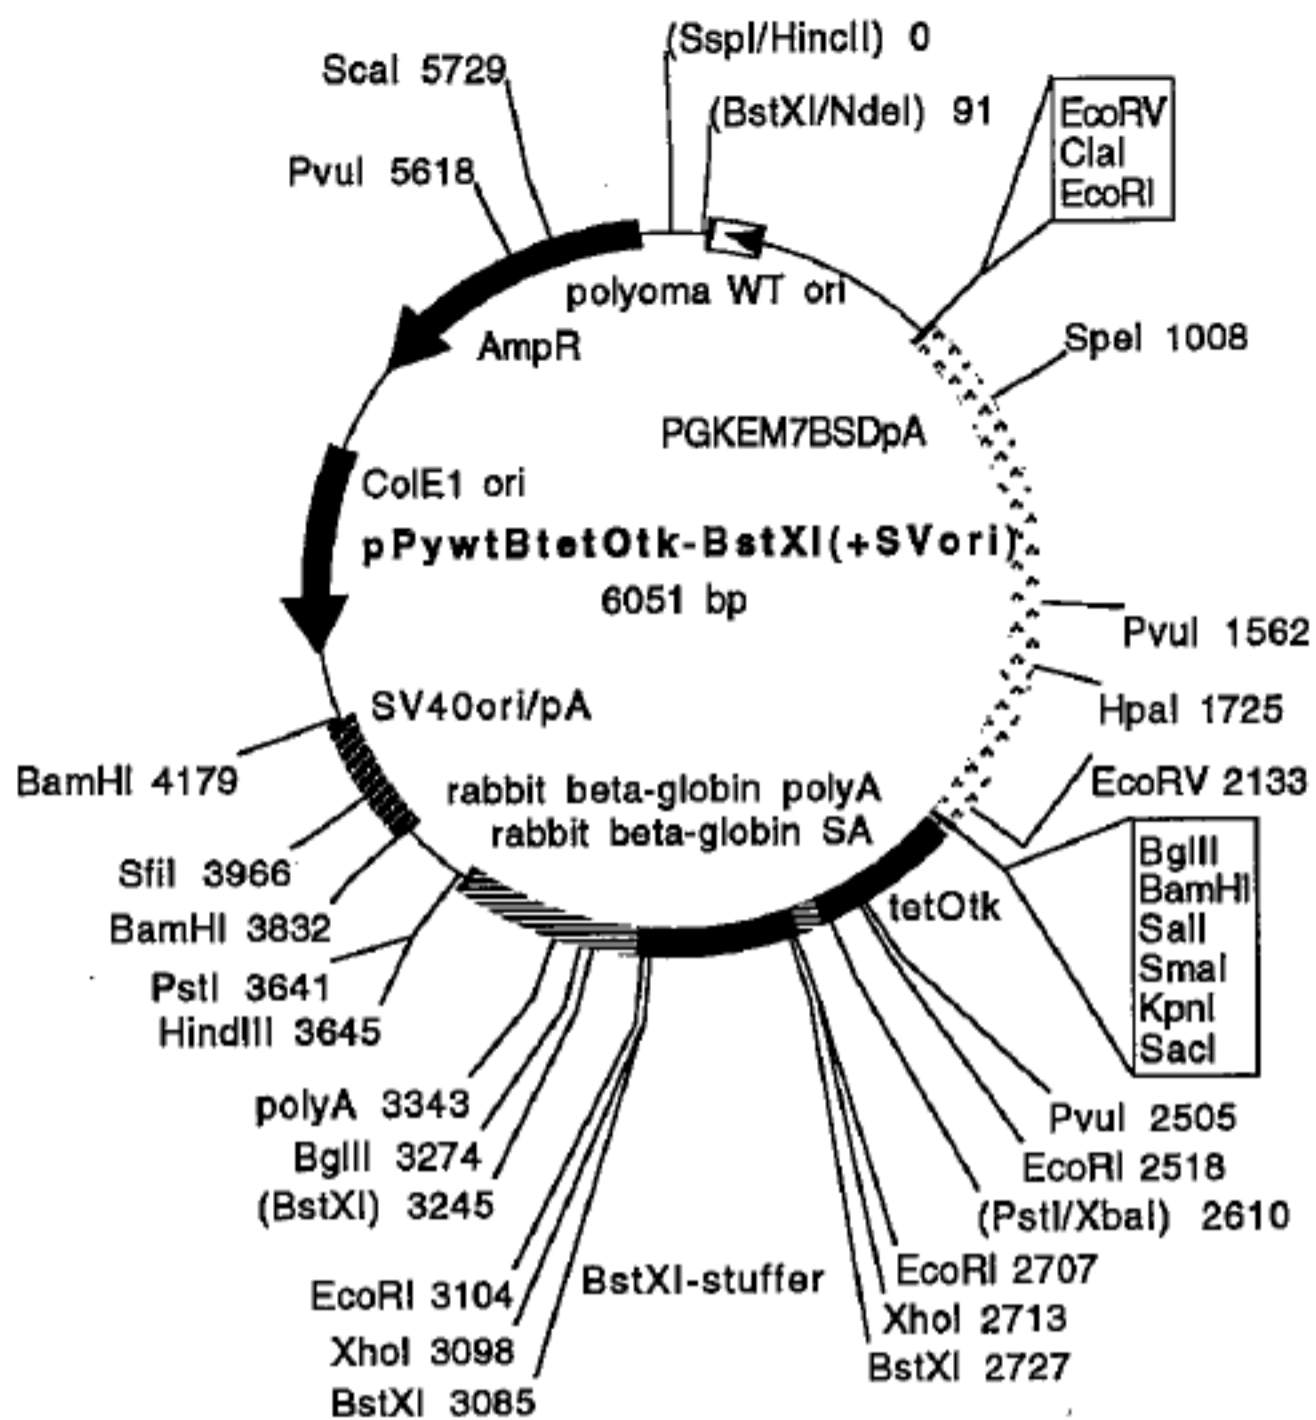 (SspI/HincII) 0
ScaI 5729
(BstXI/NdeI) 91
EcoRV
ClaI
EcoRI
PvuI 5618
polyoma WT ori
AmpR
SpeI 1008
PGKEM7BSDpA
ColE1 ori
pPywtBtetOtk-BstXI(+SVori)
6051 bp
PvuI 1562
SV40ori/pA
HpaI 1725
BamHI 4179
rabbit beta-globin polyA
EcoRV 2133
rabbit beta-globin SA
BglII
BamHI
SalI
SmaI
KpnI
SacI
SfiI 3966
tetOtk
BamHI 3832
PstI 3641
HindIII 3645
polyA 3343
PvuI 2505
BglII 3274
EcoRI 2518
(BstXI) 3245
(PstI/XbaI) 2610
BstXI-stuffer
EcoRI 2707
EcoRI 3104
XhoI 2713
XhoI 3098
BstXI 2727
BstXI 3085